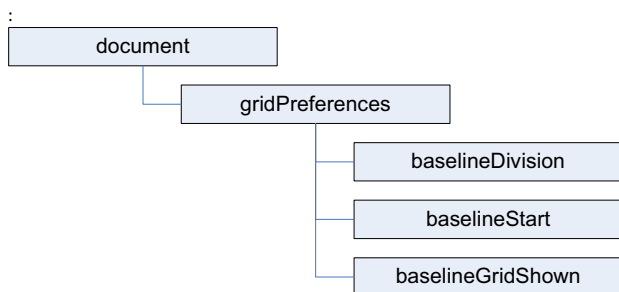 :
document
gridPreferences
baselineDivision
baselineStart
baselineGridShown